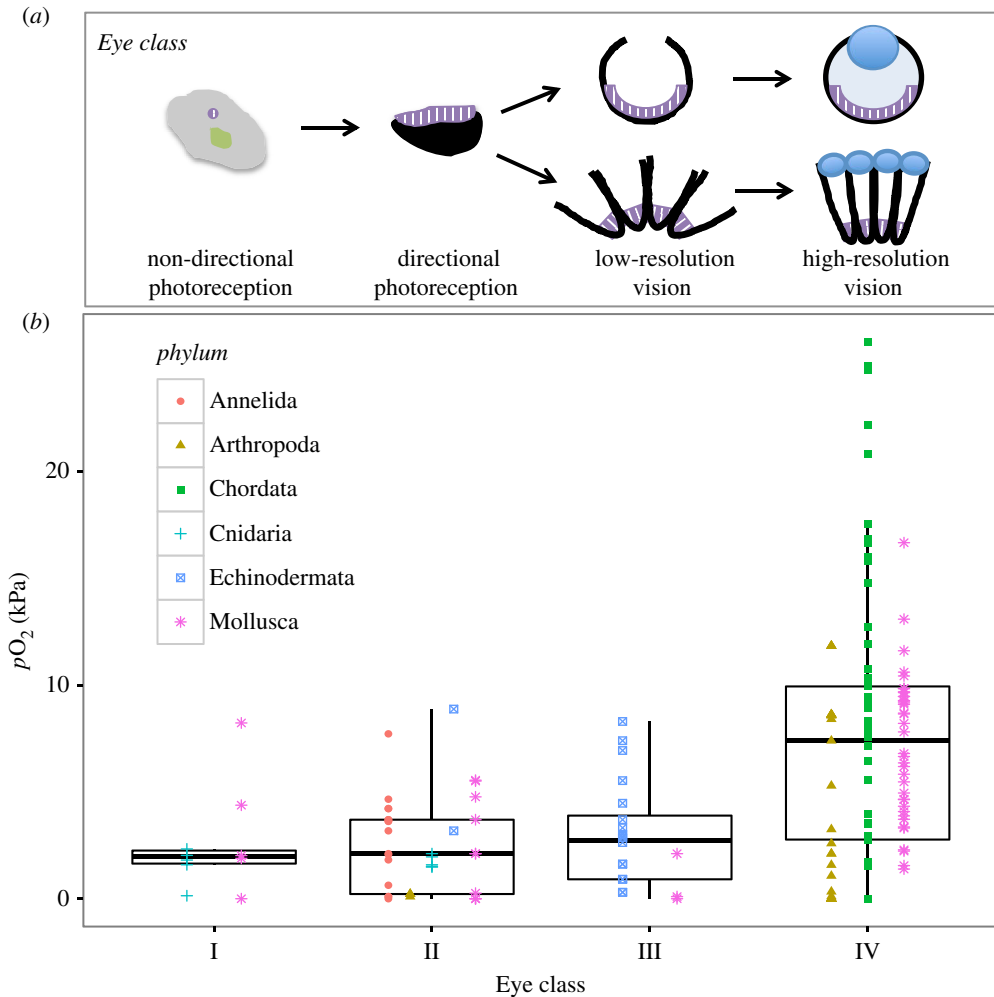 (a)
Eye class
non-directional
photoreception
directional
photoreception
low-resolution
vision
high-resolution
vision
(b)
phylum
Annelida
Arthropoda
Chordata
Cnidaria
Echinodermata
Mollusca
20
10
0
pO2 (kPa)
I
II
III
IV
Eye class